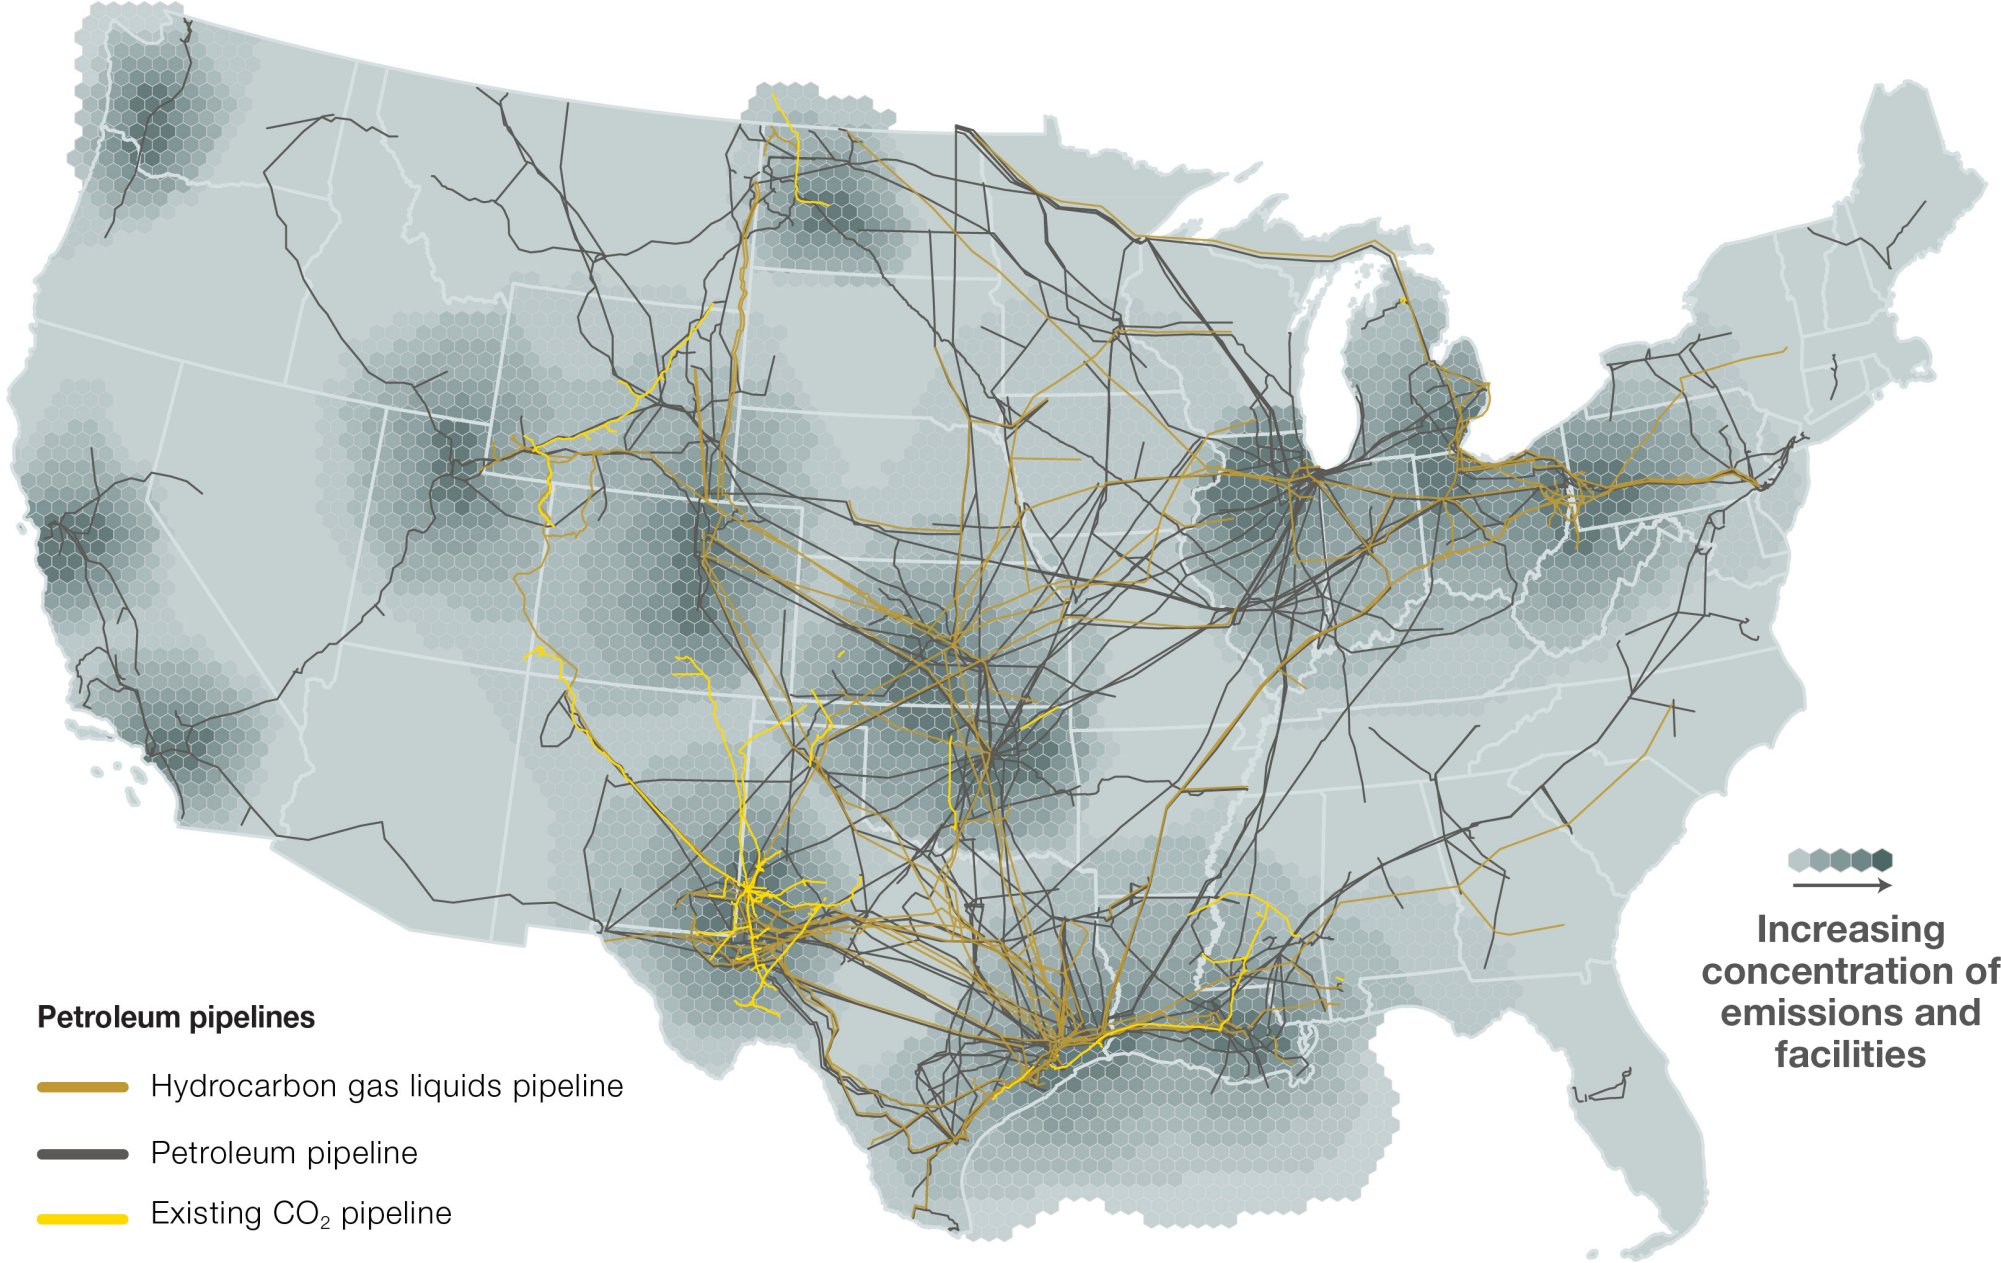 Petroleum pipelines
Hydrocarbon gas liquids pipeline
Petroleum pipeline
Existing CO₂ pipeline
Increasing
concentration of
emissions and
facilities